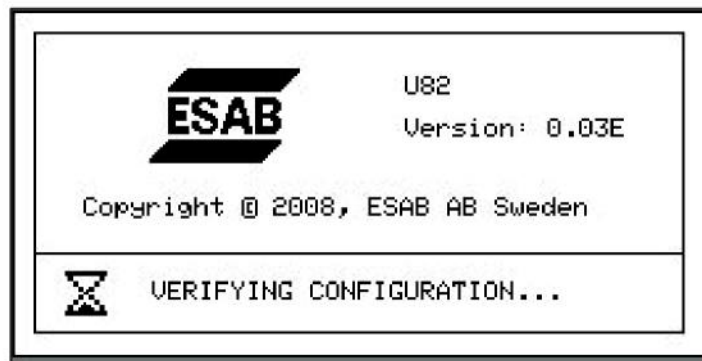 ESAB
U82
Version: 0.03E
Copyright © 2008, ESAB AB Sweden
VERIFYING CONFIGURATION...